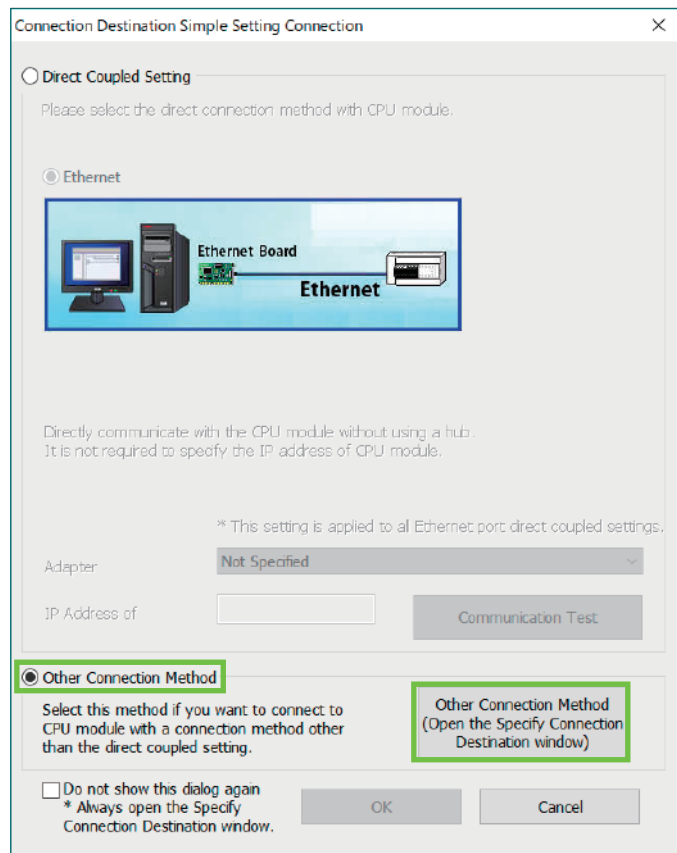 Connection Destination Simple Setting Connection
Direct Coupled Setting
Please select the direct connection method with CPU module.
Ethernet
Ethernet Board
Ethernet
Directly communicate with the CPU module without using a hub.
It is not required to specify the IP address of CPU module.
* This setting is applied to all Ethernet port direct coupled settings.
Adapter
Not Specified
IP Address of
Communication Test
Other Connection Method
Select this method if you want to connect to
CPU module with a connection method other
than the direct coupled setting.
Other Connection Method
(Open the Specify Connection
Destination window)
Do not show this dialog again
* Always open the Specify
Connection Destination window.
OK
Cancel